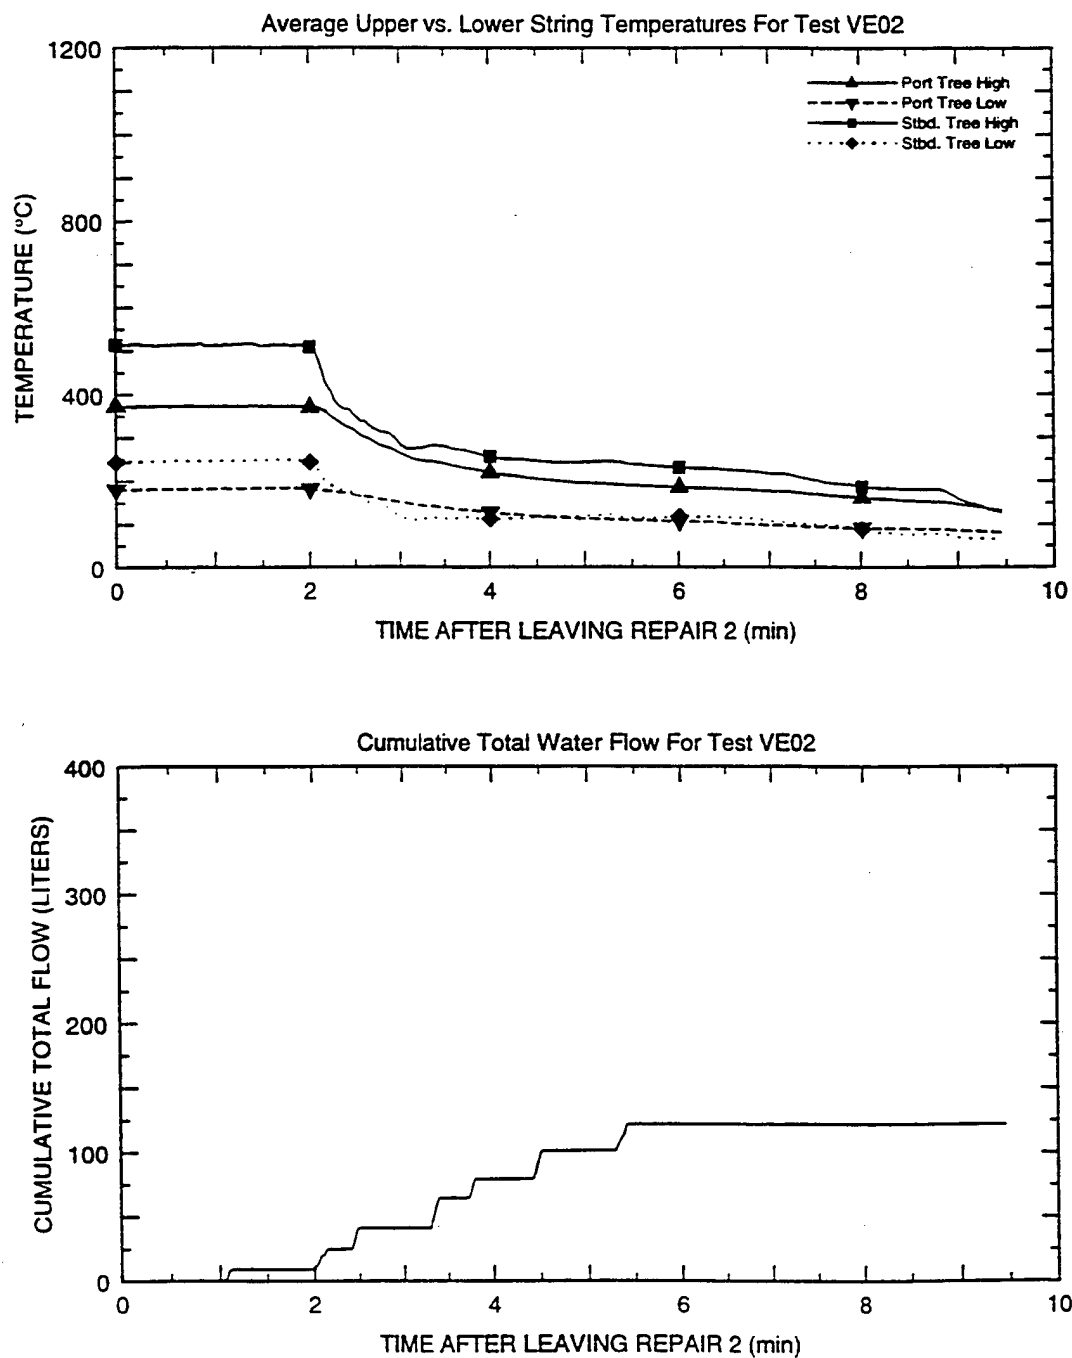 Average Upper vs. Lower String Temperatures For Test VE02
1200
800
400
0
TEMPERATURE (°C)
Port Tree High
Port Tree Low
Stbd. Tree High
Stbd. Tree Low
0 2 4 6 8 10
TIME AFTER LEAVING REPAIR 2 (min)
Cumulative Total Water Flow For Test VE02
400
300
200
100
0
CUMULATIVE TOTAL FLOW (LITERS)
0 2 4 6 8 10
TIME AFTER LEAVING REPAIR 2 (min)